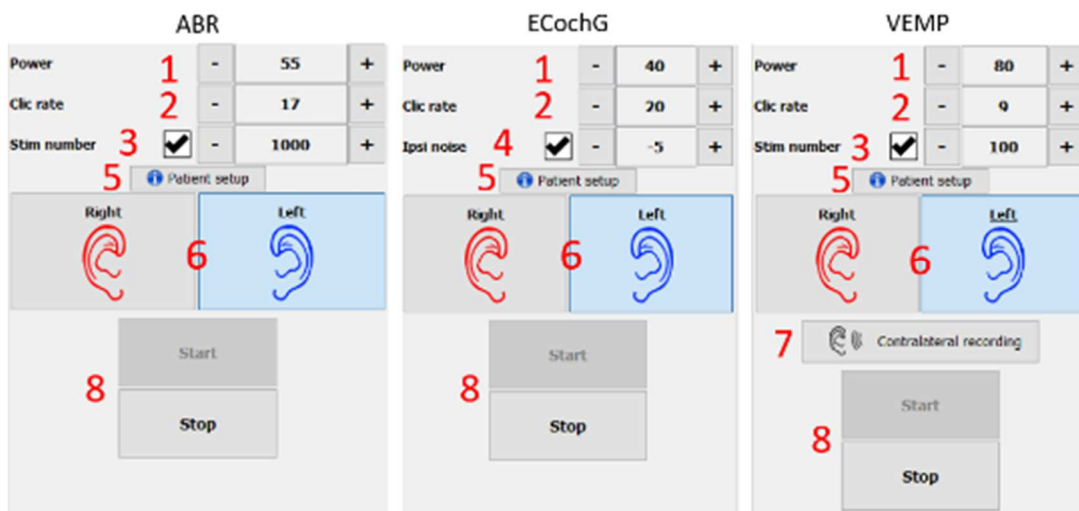 ABR
ECochG
VEMP
Power 1 - 55 +
Clic rate 2 - 17 +
Stim number 3 - 1000 +
5 Patient setup
Right 6 Left
Start
8
Stop
Power 1 - 40 +
Clic rate 2 - 20 +
Ipsi noise 4 - -5 +
5 Patient setup
Right 6 Left
Start
8
Stop
Power 1 - 80 +
Clic rate 2 - 9 +
Stim number 3 - 100 +
5 Patient setup
Right 6 Left
7 Contralateral recording
Start
8
Stop